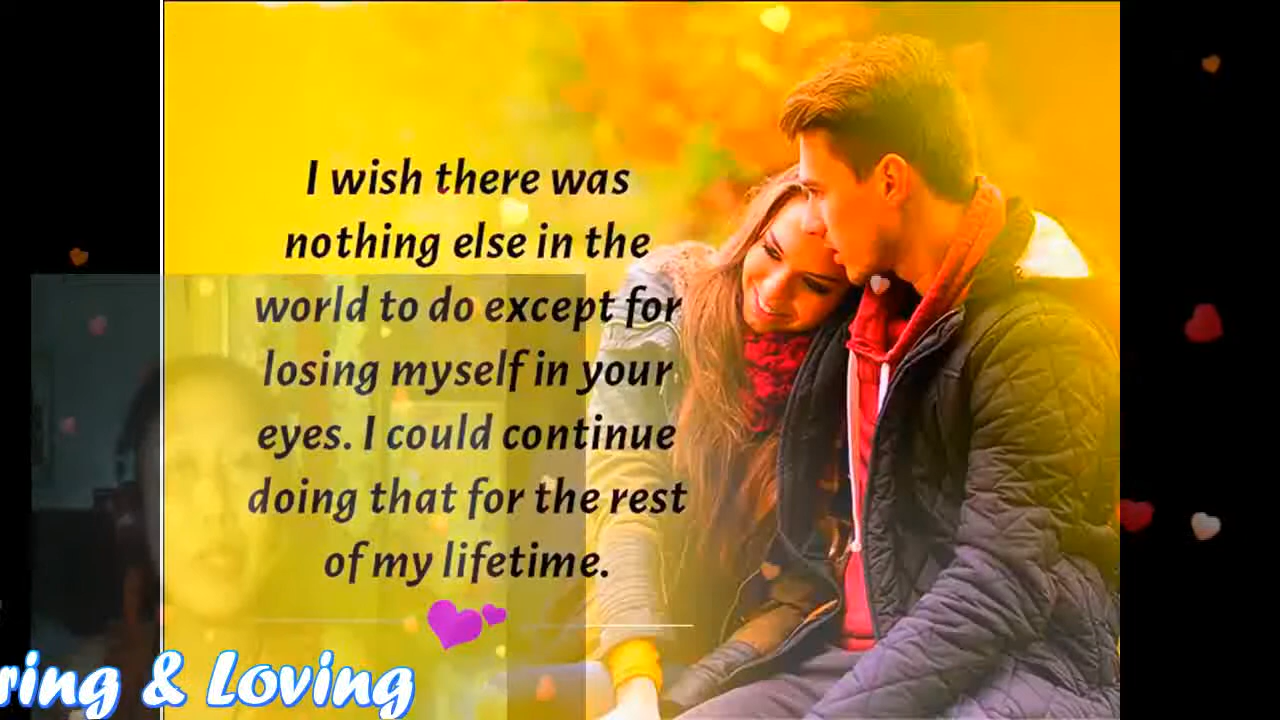 I wish there was
nothing else in the
world to do except for
losing myself in your
eyes. I could continue
doing that for the rest
of my lifetime.
ring & Loving